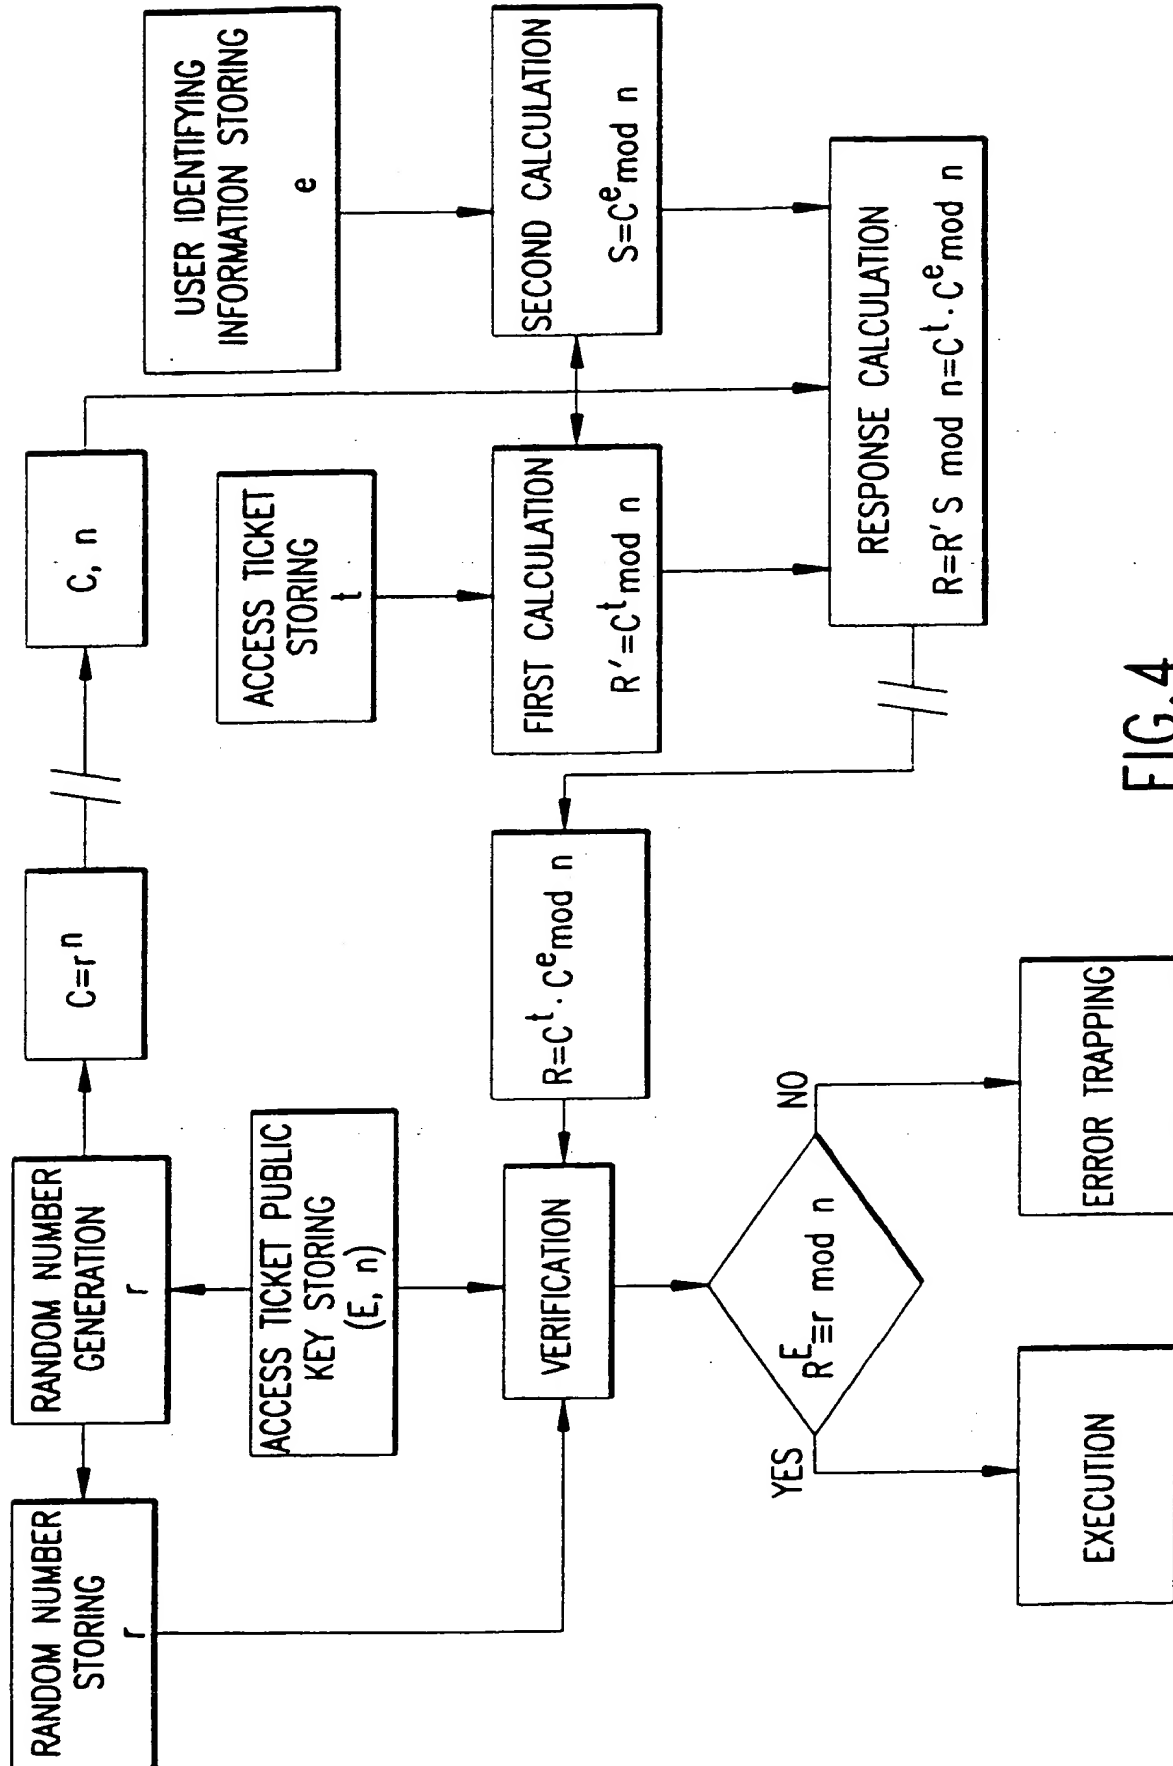 RANDOM NUMBER
STORING
r
RANDOM NUMBER
GENERATION
r
C=r^n
C, n
USER IDENTIFYING
INFORMATION STORING
e
ACCESS TICKET PUBLIC
KEY STORING
(E, n)
ACCESS TICKET
STORING
t
VERIFICATION
R=C^t·C^e mod n
FIRST CALCULATION
R'=C^t mod n
SECOND CALCULATION
S=C^e mod n
R^E≡r mod n
YES
NO
RESPONSE CALCULATION
R=R'S mod n=C^t·C^e mod n
EXECUTION
ERROR TRAPPING
FIG.4